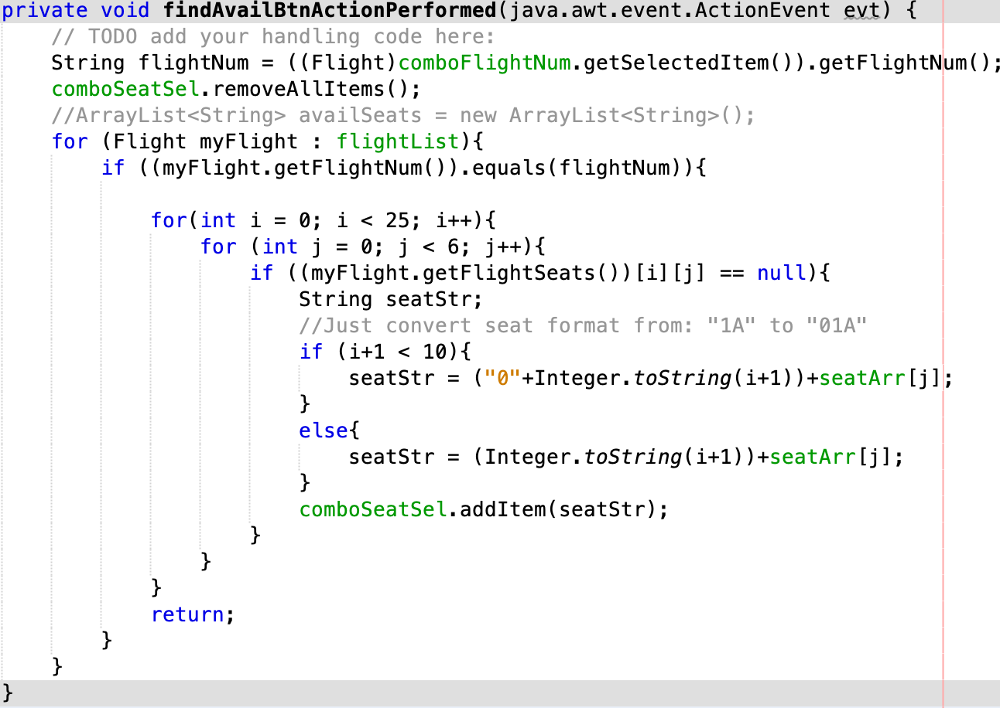 private void findAvailBtnActionPerformed(java.awt.event.ActionEvent evt) {
    // TODO add your handling code here:
    String flightNum = ((Flight)comboFlightNum.getSelectedItem()).getFlightNum();
    comboSeatSel.removeAllItems();
    //ArrayList<String> availSeats = new ArrayList<String>();
    for (Flight myFlight : flightList){
        if ((myFlight.getFlightNum()).equals(flightNum)){

            for(int i = 0; i < 25; i++){
                for (int j = 0; j < 6; j++){
                    if ((myFlight.getFlightSeats())[i][j] == null){
                        String seatStr;
                        //Just convert seat format from: "1A" to "01A"
                        if (i+1 < 10){
                            seatStr = ("0"+Integer.toString(i+1))+seatArr[j];
                        }
                        else{
                            seatStr = (Integer.toString(i+1))+seatArr[j];
                        }
                        comboSeatSel.addItem(seatStr);
                    }
                }
            }
            return;
        }
    }
}